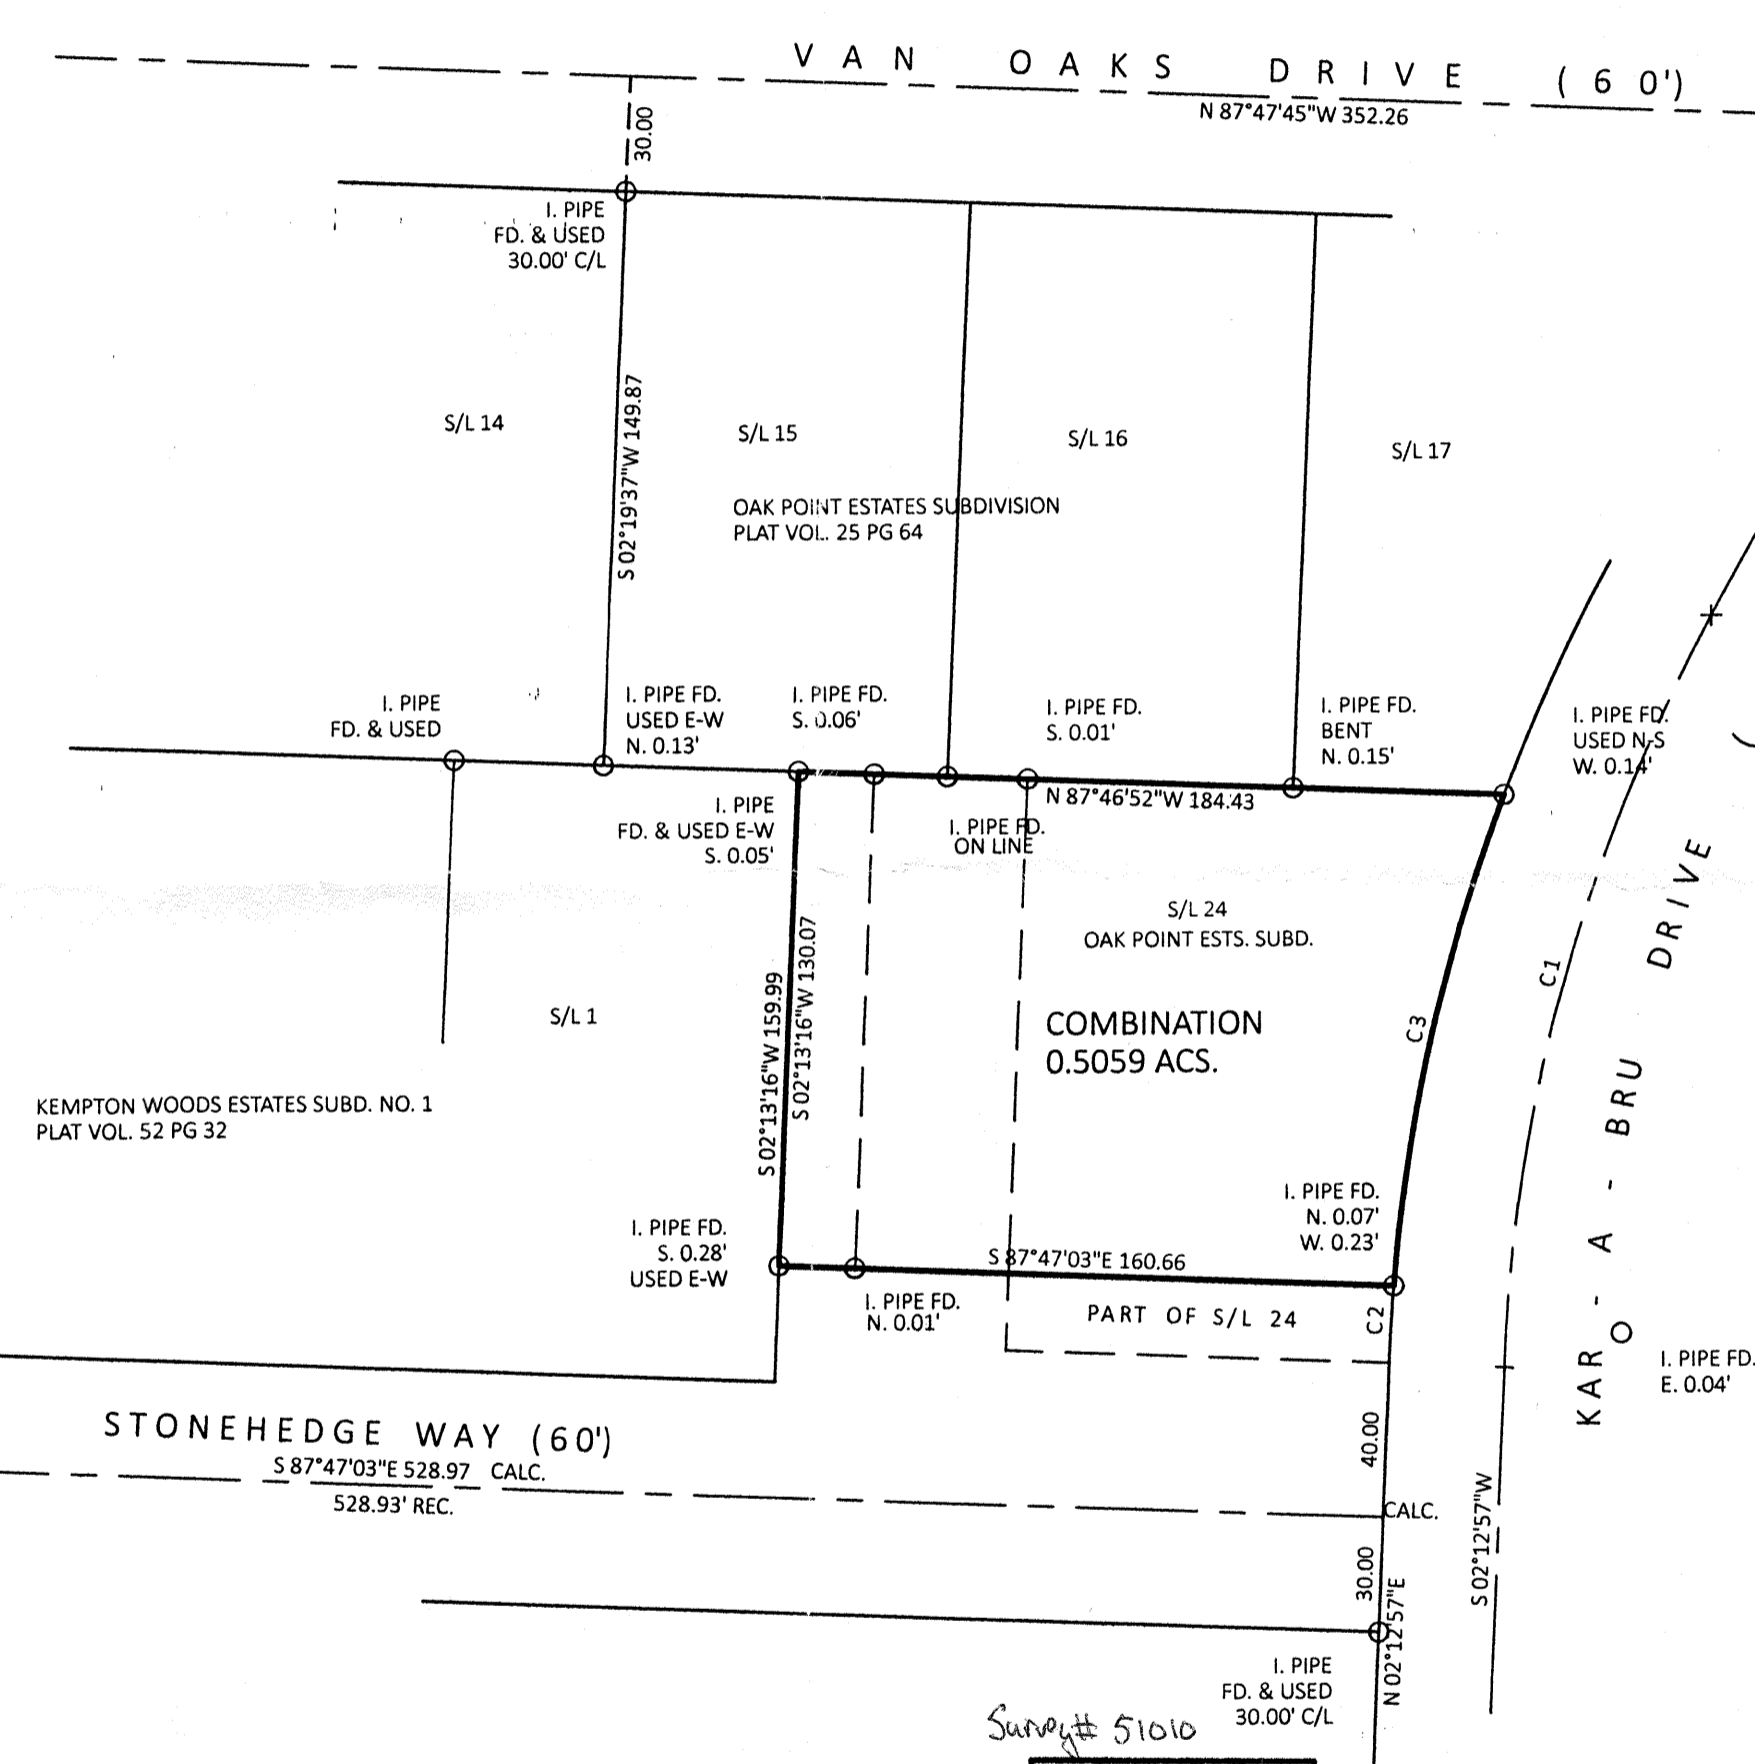 VAN OAKS DRIVE (60')
N 87°47'45"W 352.26
30.00
I. PIPE
FD. & USED
30.00' C/L
S 02°19'37"W 149.87
S/L 14
S/L 15
S/L 16
S/L 17
OAK POINT ESTATES SUBDIVISION
PLAT VOL. 25 PG 64
I. PIPE
FD. & USED
I. PIPE FD.
USED E-W
N. 0.13'
I. PIPE FD.
S. 0.06'
I. PIPE FD.
S. 0.01'
I. PIPE FD.
BENT
N. 0.15'
I. PIPE FD.
USED N-S
W. 0.14'
(
N 87°46'52"W 184.43
I. PIPE
FD. & USED E-W
S. 0.05'
I. PIPE FD.
ON LINE
S/L 24
OAK POINT ESTS. SUBD.
COMBINATION
0.5059 ACS.
S 02°13'16"W 159.99
S 02°13'16"W 130.07
C3
C1
KAR-O-A-BRU DRIVE
S/L 1
KEMPTON WOODS ESTATES SUBD. NO. 1
PLAT VOL. 52 PG 32
I. PIPE FD.
S. 0.28'
USED E-W
I. PIPE FD.
N. 0.07'
W. 0.23'
S 87°47'03"E 160.66
I. PIPE FD.
N. 0.01'
PART OF S/L 24
C2
I. PIPE FD.
E. 0.04'
STONEHEDGE WAY (60')
S 87°47'03"E 528.97 CALC.
528.93' REC.
40.00
CALC.
30.00
S 02°12'57"W
N 02°12'57"E
I. PIPE
FD. & USED
30.00' C/L
Survey# 51010